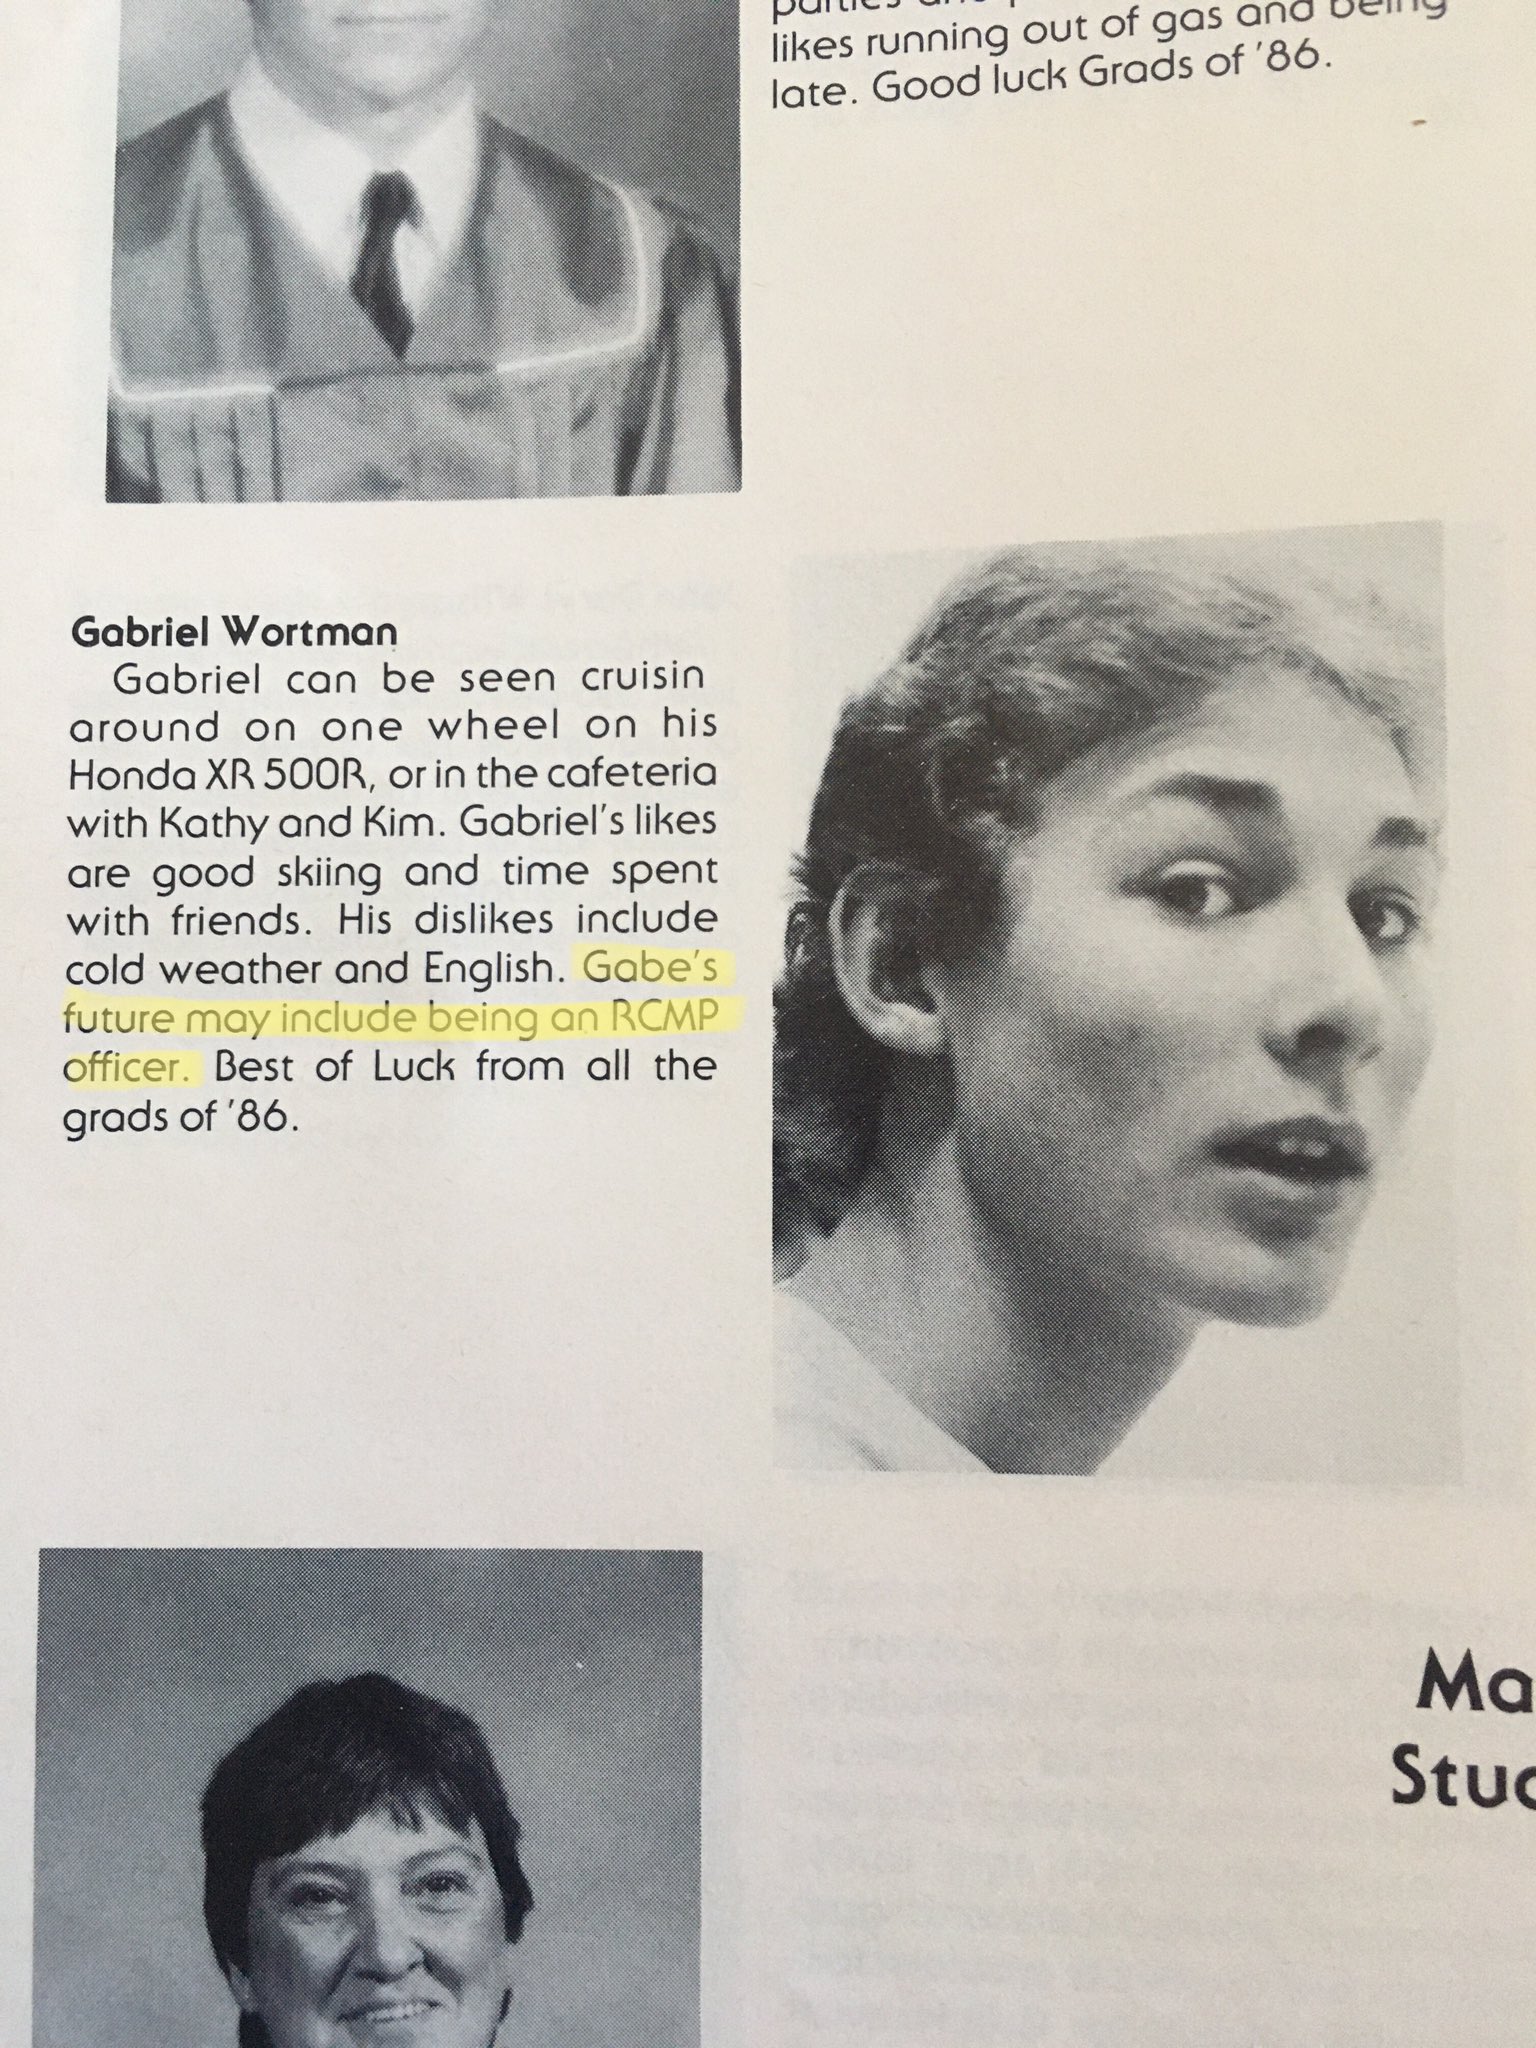 likes running out of gas and being
late. Good luck Grads of '86.
Gabriel Wortman
Gabriel can be seen cruisin
around on one wheel on his
Honda XR 500R, or in the cafeteria
with Kathy and Kim. Gabriel's likes
are good skiing and time spent
with friends. His dislikes include
cold weather and English. Gabe's
future may include being an RCMP
officer. Best of Luck from all the
grads of '86.
Ma
Stud